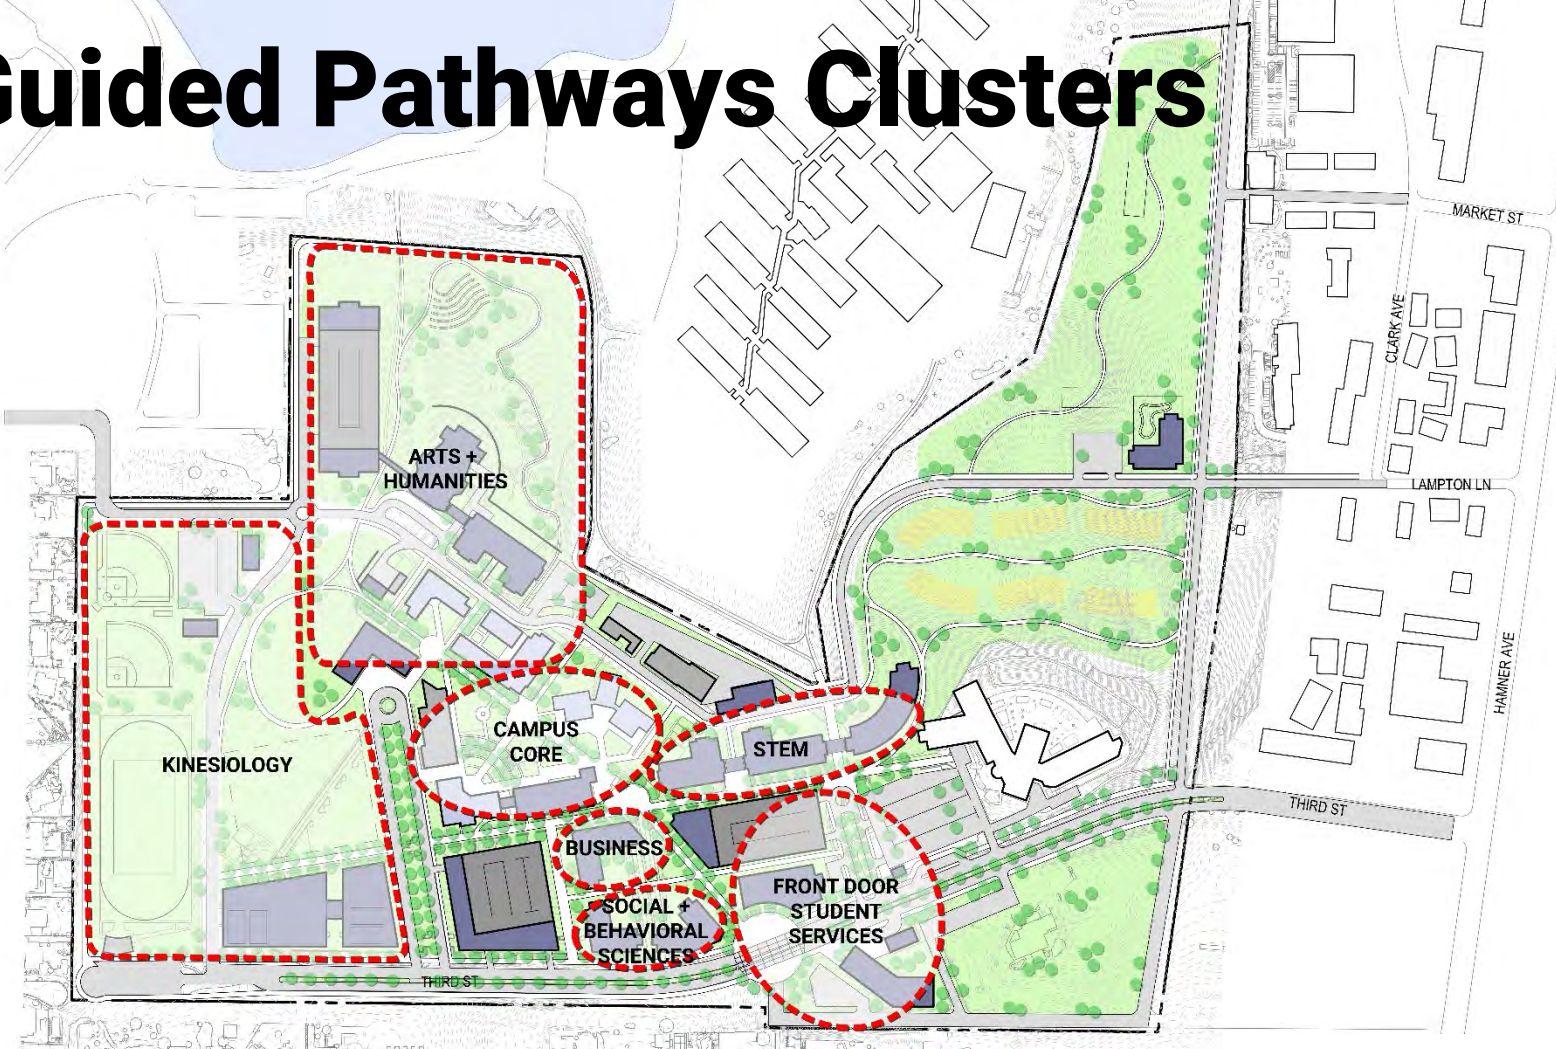 Guided Pathways Clusters
MARKET ST
CLARK AVE
ARTS +
HUMANITIES
LAMPTON LN
HAMNER AVE
CAMPUS
CORE
STEM
KINESIOLOGY
THIRD ST
BUSINESS
FRONT DOOR
STUDENT
SERVICES
SOCIAL +
BEHAVIORAL
SCIENCES
THIRD ST